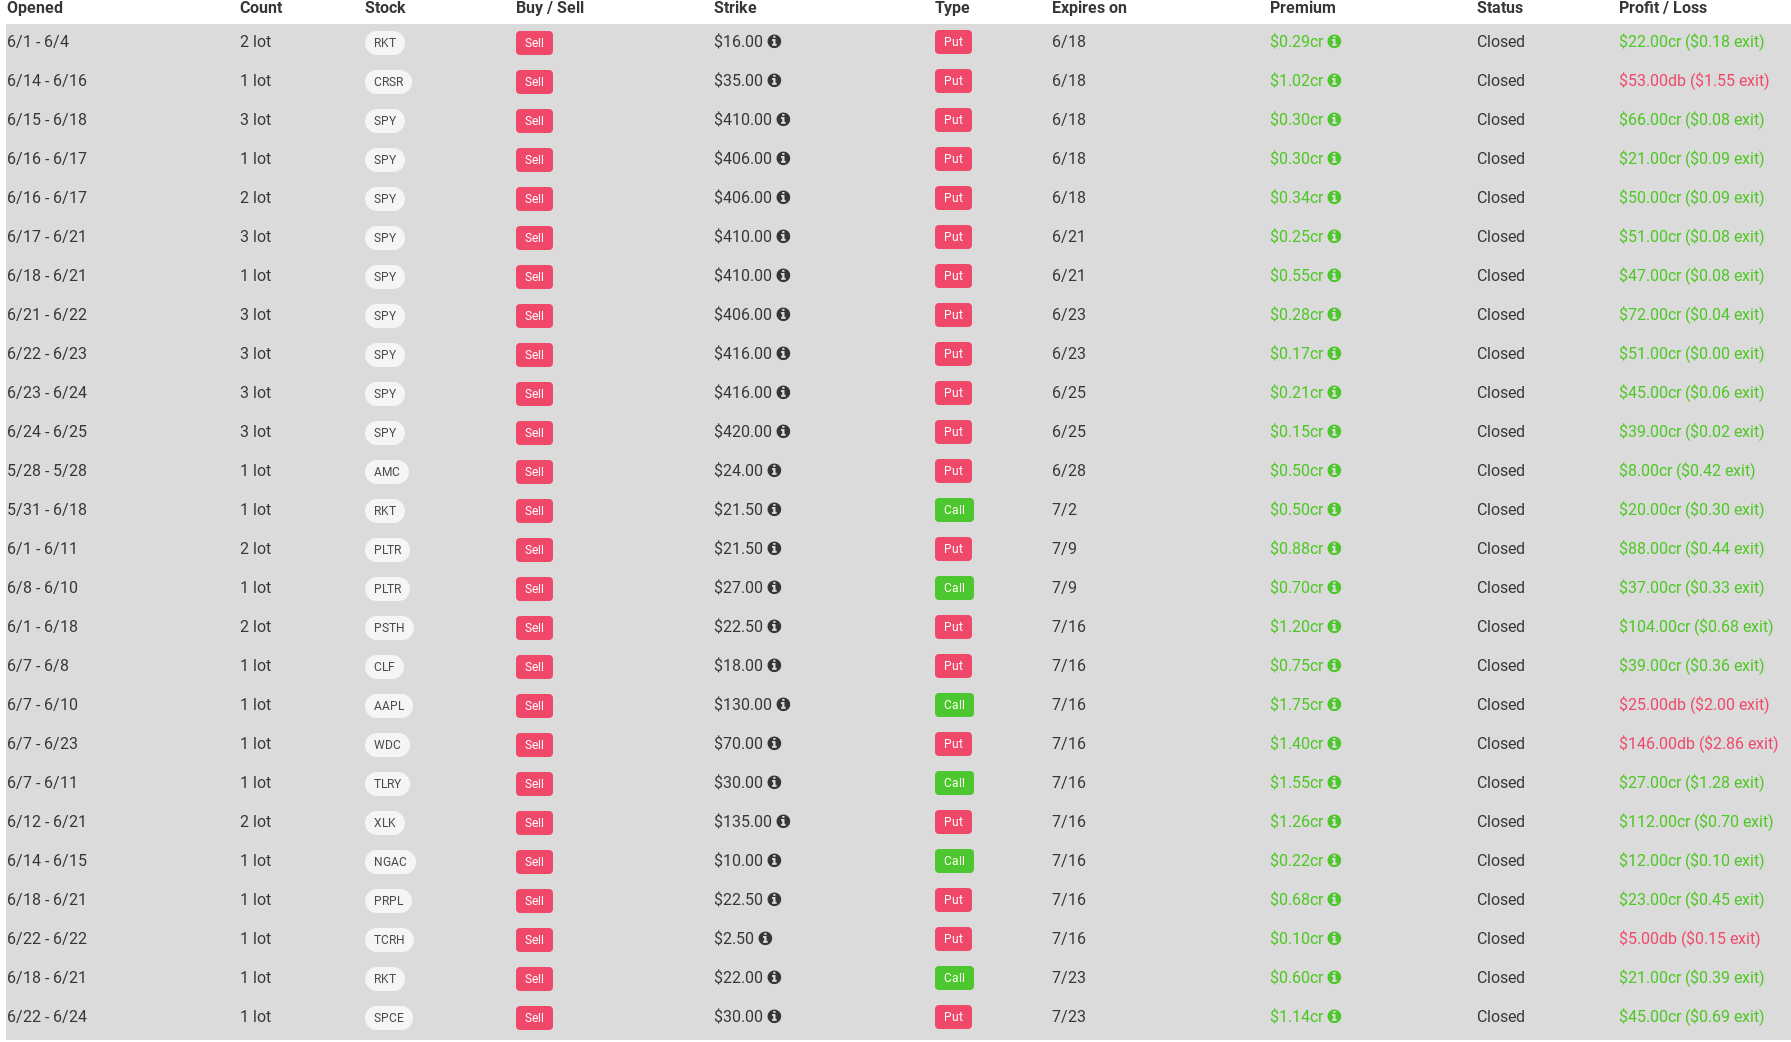 Opened Count Stock Buy / Sell Strike Type Expires on Premium Status Profit / Loss
6/1 - 6/4 2 lot RKT Sell $16.00 Put 6/18 $0.29cr Closed $22.00cr ($0.18 exit)
6/14 - 6/16 1 lot CRSR Sell $35.00 Put 6/18 $1.02cr Closed $53.00db ($1.55 exit)
6/15 - 6/18 3 lot SPY Sell $410.00 Put 6/18 $0.30cr Closed $66.00cr ($0.08 exit)
6/16 - 6/17 1 lot SPY Sell $406.00 Put 6/18 $0.30cr Closed $21.00cr ($0.09 exit)
6/16 - 6/17 2 lot SPY Sell $406.00 Put 6/18 $0.34cr Closed $50.00cr ($0.09 exit)
6/17 - 6/21 3 lot SPY Sell $410.00 Put 6/21 $0.25cr Closed $51.00cr ($0.08 exit)
6/18 - 6/21 1 lot SPY Sell $410.00 Put 6/21 $0.55cr Closed $47.00cr ($0.08 exit)
6/21 - 6/22 3 lot SPY Sell $406.00 Put 6/23 $0.28cr Closed $72.00cr ($0.04 exit)
6/22 - 6/23 3 lot SPY Sell $416.00 Put 6/23 $0.17cr Closed $51.00cr ($0.00 exit)
6/23 - 6/24 3 lot SPY Sell $416.00 Put 6/25 $0.21cr Closed $45.00cr ($0.06 exit)
6/24 - 6/25 3 lot SPY Sell $420.00 Put 6/25 $0.15cr Closed $39.00cr ($0.02 exit)
5/28 - 5/28 1 lot AMC Sell $24.00 Put 6/28 $0.50cr Closed $8.00cr ($0.42 exit)
5/31 - 6/18 1 lot RKT Sell $21.50 Call 7/2 $0.50cr Closed $20.00cr ($0.30 exit)
6/1 - 6/11 2 lot PLTR Sell $21.50 Put 7/9 $0.88cr Closed $88.00cr ($0.44 exit)
6/8 - 6/10 1 lot PLTR Sell $27.00 Call 7/9 $0.70cr Closed $37.00cr ($0.33 exit)
6/1 - 6/18 2 lot PSTH Sell $22.50 Put 7/16 $1.20cr Closed $104.00cr ($0.68 exit)
6/7 - 6/8 1 lot CLF Sell $18.00 Put 7/16 $0.75cr Closed $39.00cr ($0.36 exit)
6/7 - 6/10 1 lot AAPL Sell $130.00 Call 7/16 $1.75cr Closed $25.00db ($2.00 exit)
6/7 - 6/23 1 lot WDC Sell $70.00 Put 7/16 $1.40cr Closed $146.00db ($2.86 exit)
6/7 - 6/11 1 lot TLRY Sell $30.00 Call 7/16 $1.55cr Closed $27.00cr ($1.28 exit)
6/12 - 6/21 2 lot XLK Sell $135.00 Put 7/16 $1.26cr Closed $112.00cr ($0.70 exit)
6/14 - 6/15 1 lot NGAC Sell $10.00 Call 7/16 $0.22cr Closed $12.00cr ($0.10 exit)
6/18 - 6/21 1 lot PRPL Sell $22.50 Put 7/16 $0.68cr Closed $23.00cr ($0.45 exit)
6/22 - 6/22 1 lot TCRH Sell $2.50 Put 7/16 $0.10cr Closed $5.00db ($0.15 exit)
6/18 - 6/21 1 lot RKT Sell $22.00 Call 7/23 $0.60cr Closed $21.00cr ($0.39 exit)
6/22 - 6/24 1 lot SPCE Sell $30.00 Put 7/23 $1.14cr Closed $45.00cr ($0.69 exit)